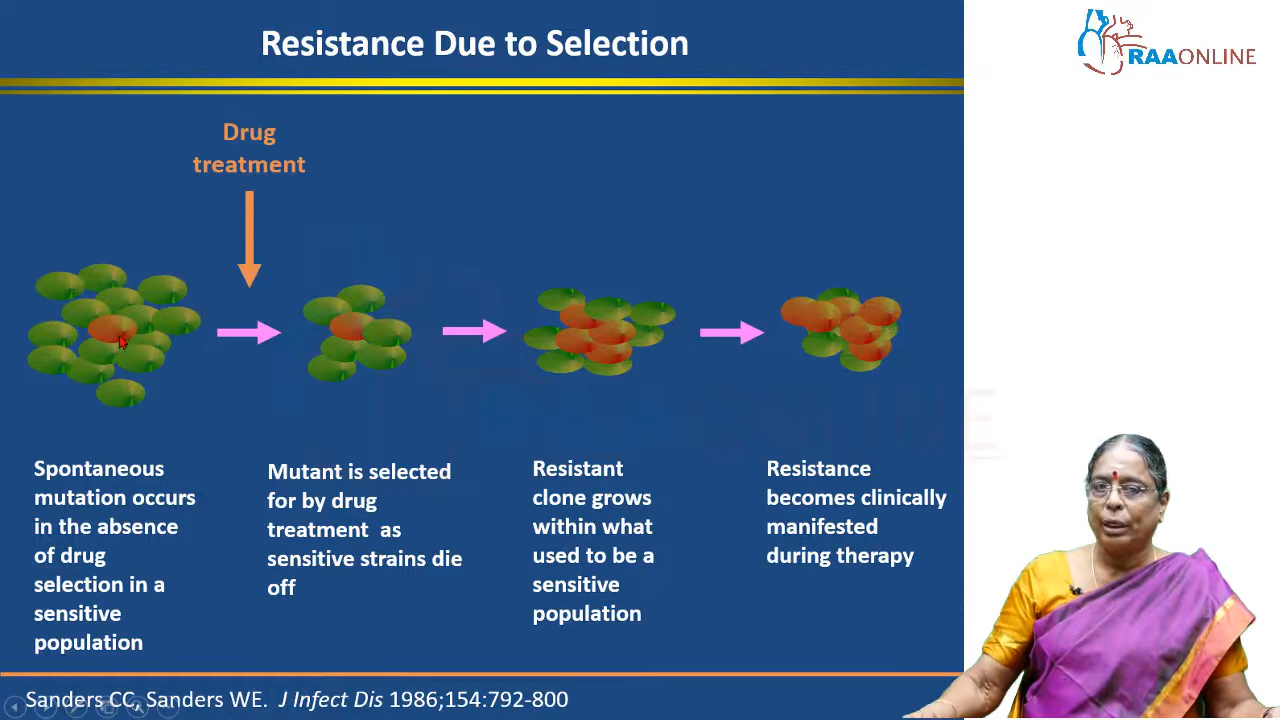 Resistance Due to Selection
RAAONLINE
Drug
treatment
Spontaneous
mutation occurs
in the absence
of drug
selection in a
sensitive
population
Mutant is selected
for by drug
treatment as
sensitive strains die
off
Resistant
clone grows
within what
used to be a
sensitive
population
Resistance
becomes clinically
manifested
during therapy
Sanders CC, Sanders WE. J Infect Dis 1986;154:792-800